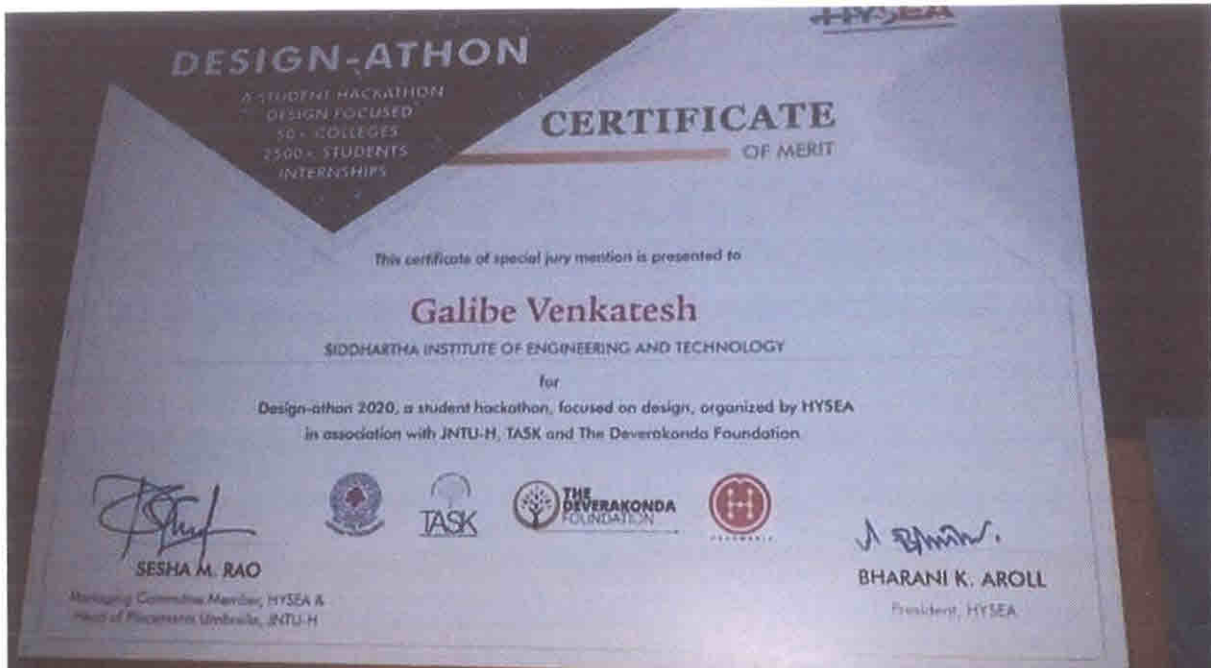 HYSEA
DESIGN-ATHON
A STUDENT HACKATHON
DESIGN FOCUSED
50+ COLLEGES
2500+ STUDENTS
INTERNSHIPS
CERTIFICATE
OF MERIT
This certificate of special jury mention is presented to
Galibe Venkatesh
SIDDHARTHA INSTITUTE OF ENGINEERING AND TECHNOLOGY
for
Design-athon 2020, a student hackathon, focused on design, organized by HYSEA
in association with JNTU-H, TASK and The Deverakonda Foundation
TASK
THE
DEVERAKONDA
FOUNDATION
H
SESHA M. RAO
Managing Committee Member, HYSEA &
Head of Placements Umbrella, JNTU-H
BHARANI K. AROLL
President, HYSEA